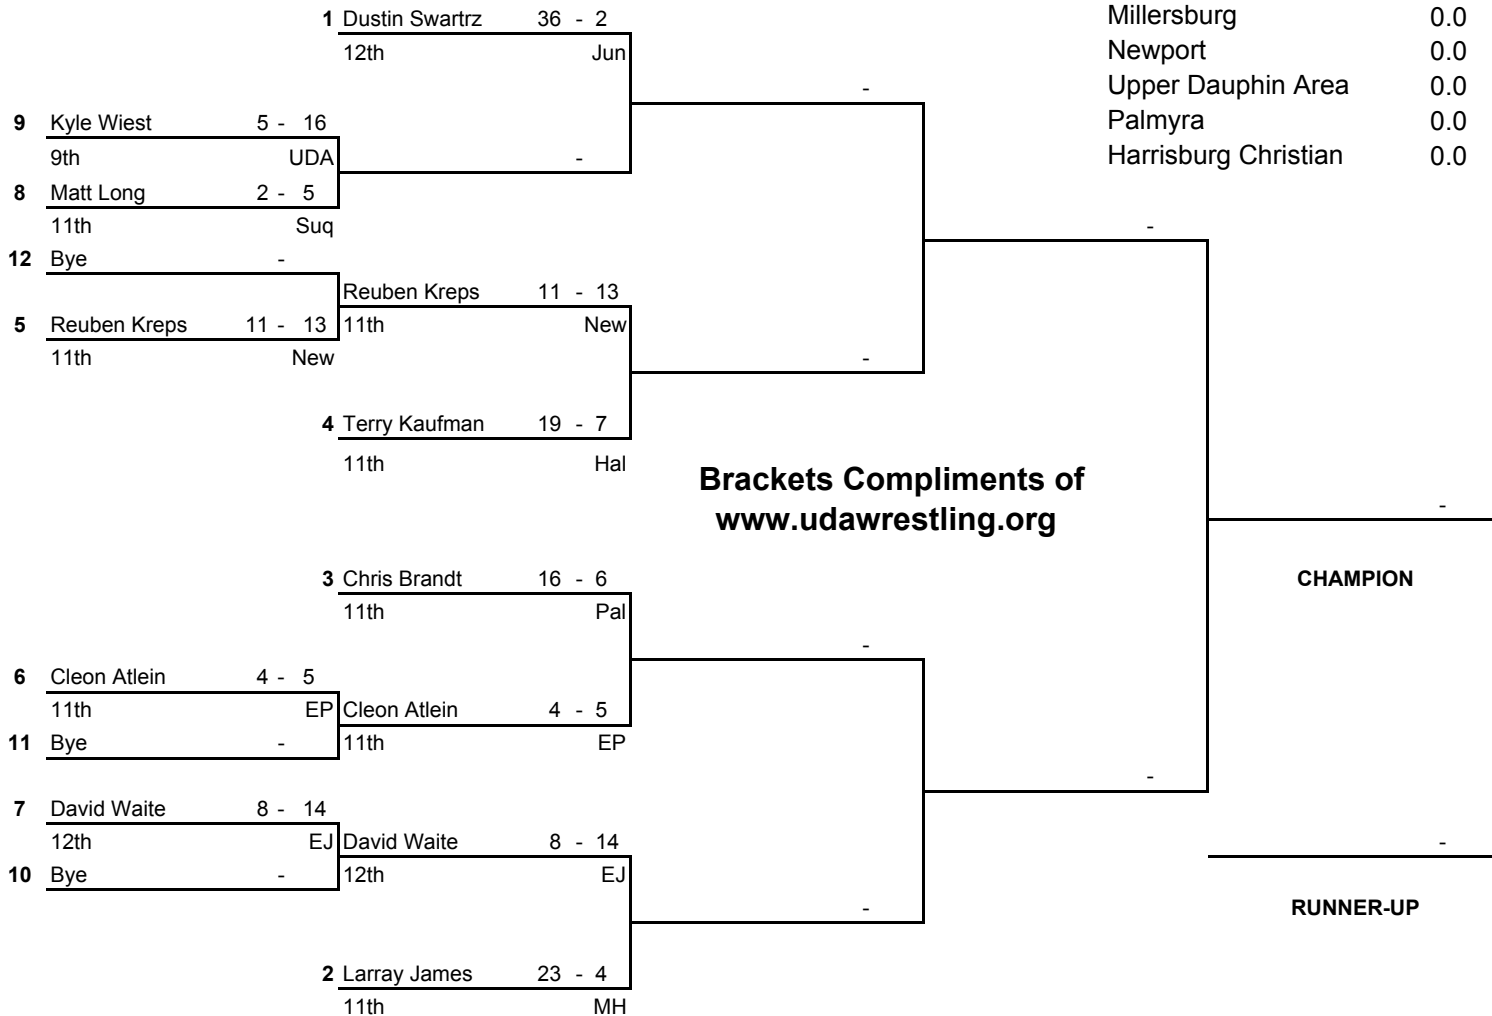 1 Dustin Swartrz 36 - 2
12th Jun
Millersburg 0.0
Newport 0.0
Upper Dauphin Area 0.0
Palmyra 0.0
Harrisburg Christian 0.0
-
9 Kyle Wiest 5 - 16
9th UDA
-
8 Matt Long 2 - 5
11th Suq
-
12 Bye -
Reuben Kreps 11 - 13
5 Reuben Kreps 11 - 13
11th New
11th New
-
4 Terry Kaufman 19 - 7
11th Hal
Brackets Compliments of
www.udawrestling.org
-
CHAMPION
3 Chris Brandt 16 - 6
11th Pal
-
6 Cleon Atlein 4 - 5
11th EP
Cleon Atlein 4 - 5
11 Bye -
11th EP
-
7 David Waite 8 - 14
12th EJ
David Waite 8 - 14
10 Bye -
12th EJ
-
RUNNER-UP
-
2 Larray James 23 - 4
11th MH